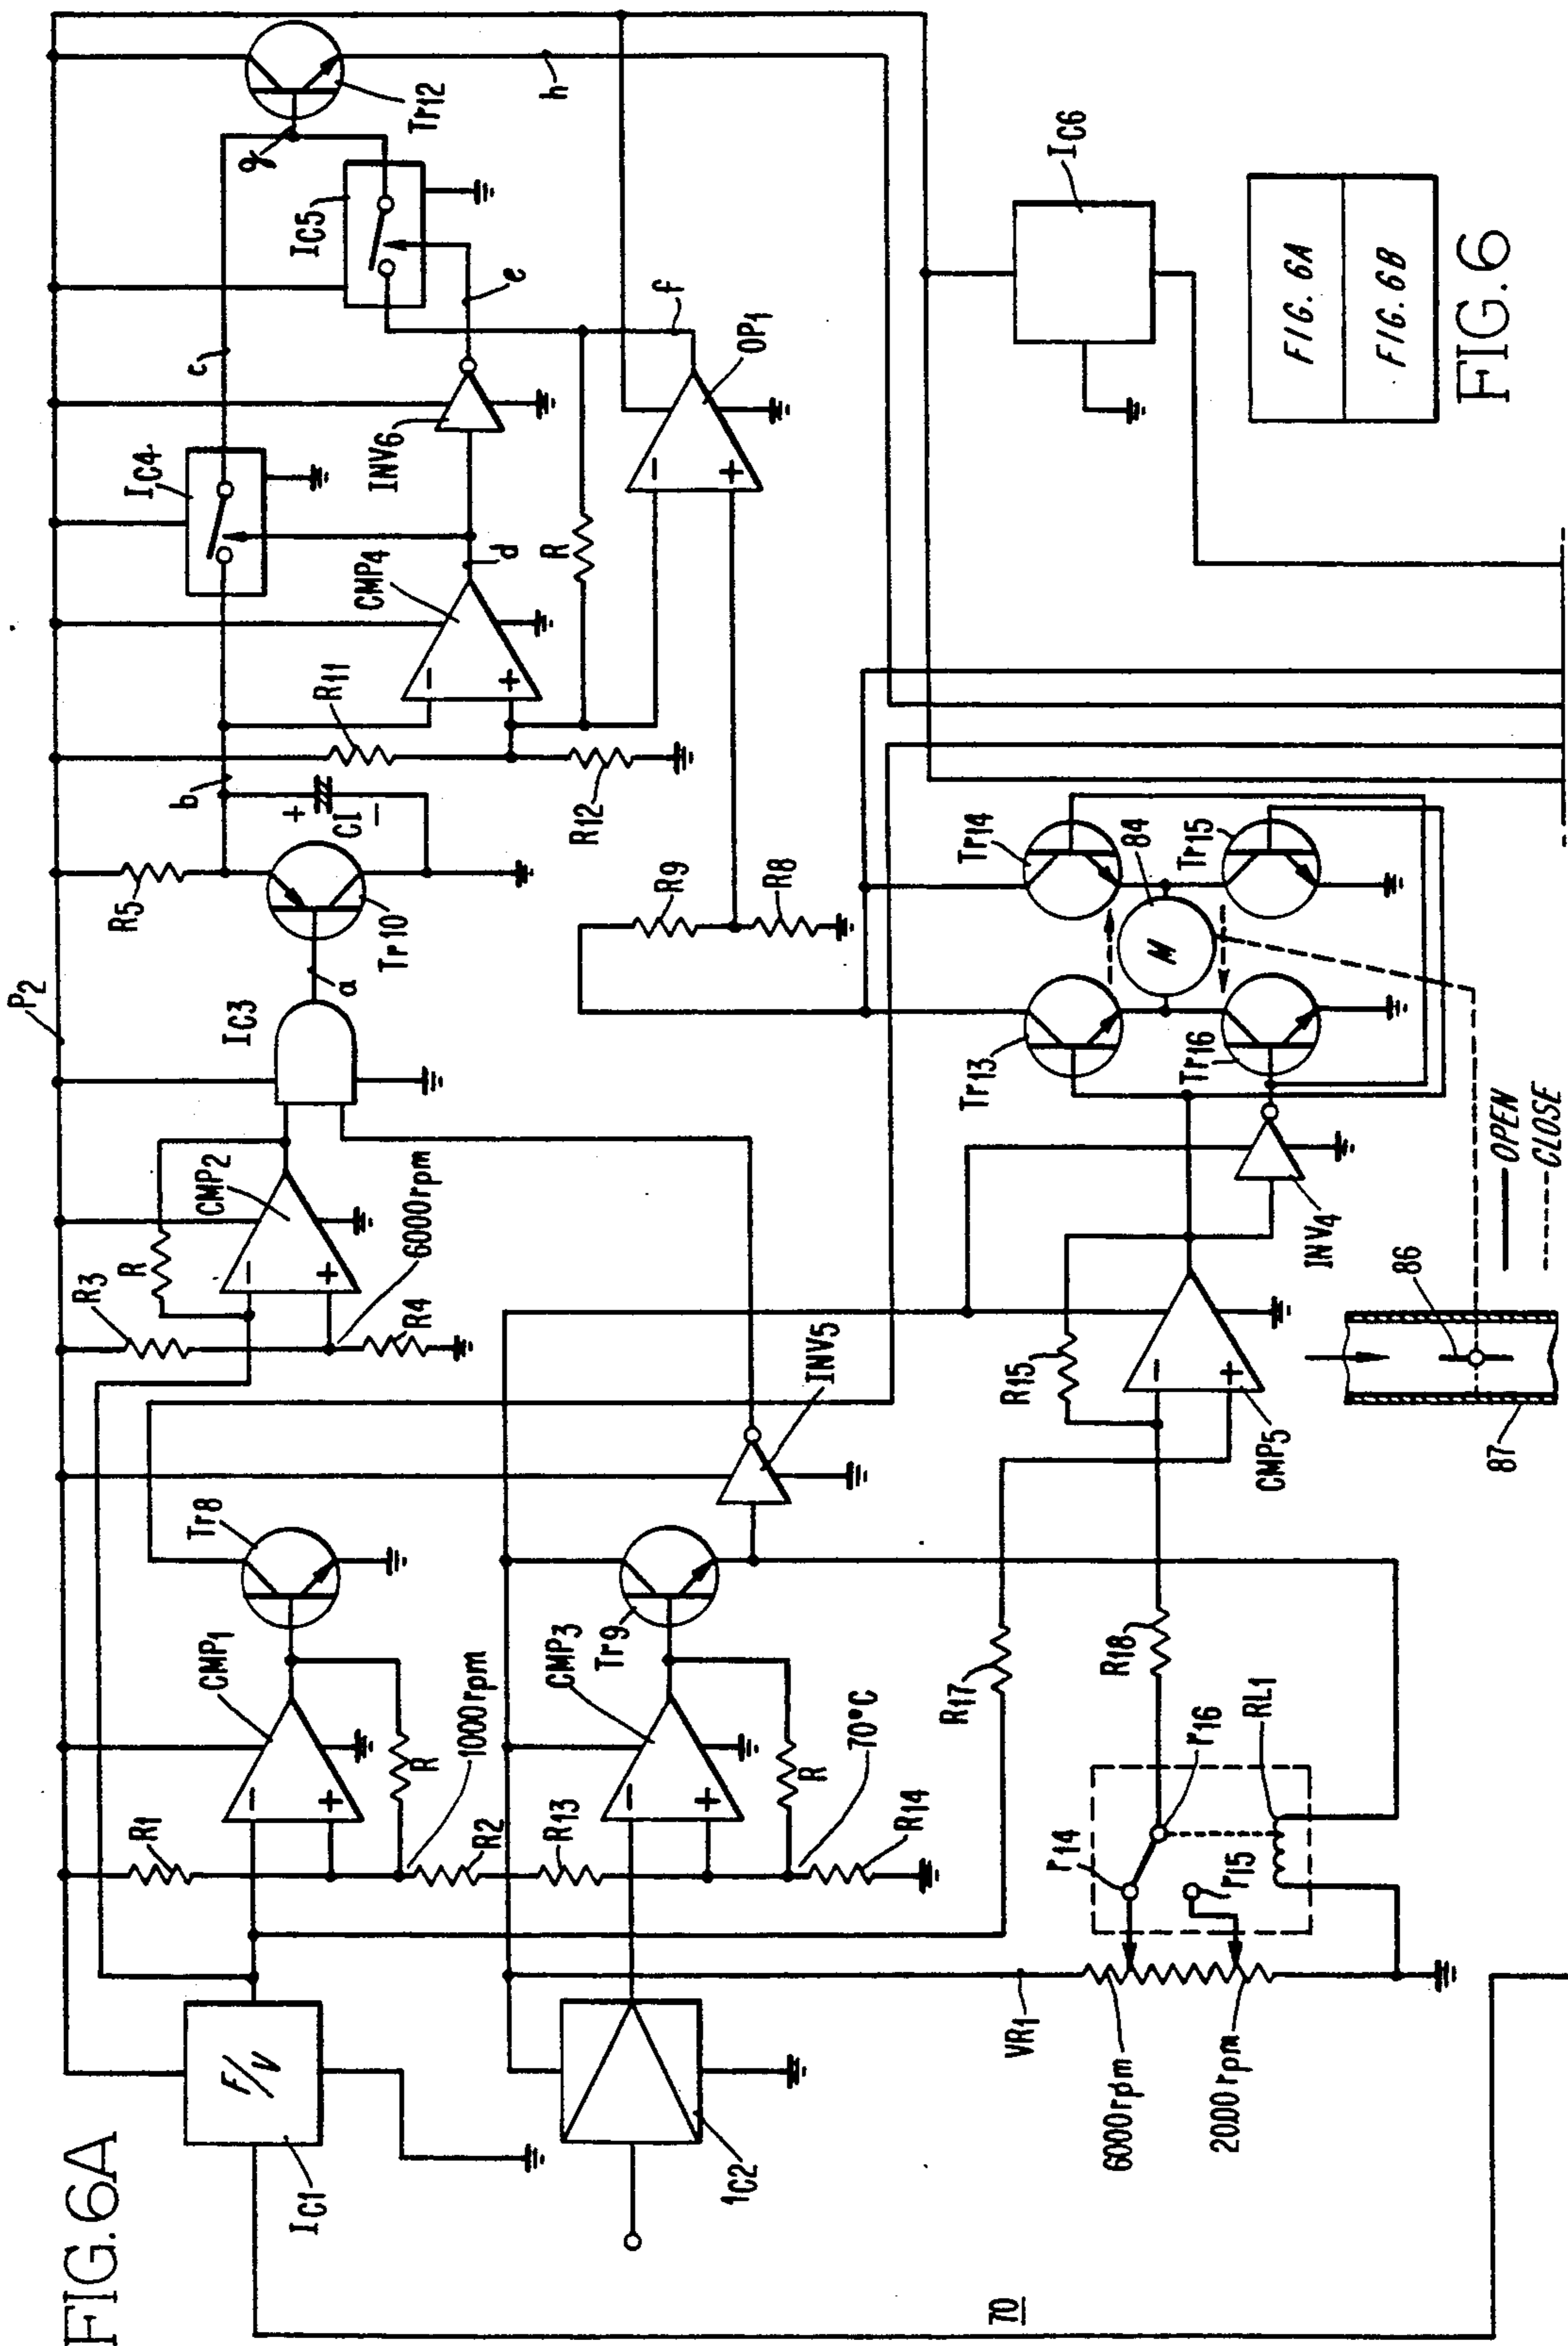 FIG.6A
P2
IC1
F/V
R1
CMP1
−
+
R
1000rpm
R2
Tr8
R3
R
CMP2
−
+
6000rpm
R4
IC3
a
R5
Tr10
b
+
CI
−
R11
R12
CMP4
−
+
d
IC4
c
INV6
e
IC5
g
Tr12
h
R
f
OP1
−
+
1C2
R13
CMP3
−
+
R
70°C
R14
Tr9
INV5
R9
R8
IC6
FIG. 6A
FIG. 6B
FIG.6
70
VR1
6000rpm
2000rpm
r14
r15
r16
RL1
R17
R18
R15
−
+
CMP5
INV4
Tr13
Tr14
Tr15
Tr16
M
84
86
87
OPEN
CLOSE